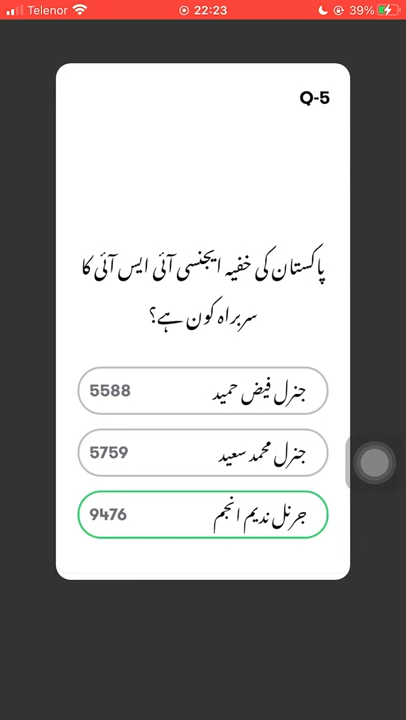 Telenor 22:23 39%
Q-5
پاکستان کی خفیہ ایجنسی آئی ایس آئی کا
سربراہ کون ہے؟
جنرل فیض حمید 5588
جنرل محمد سعید 5759
جرنل ندیم انجم 9476